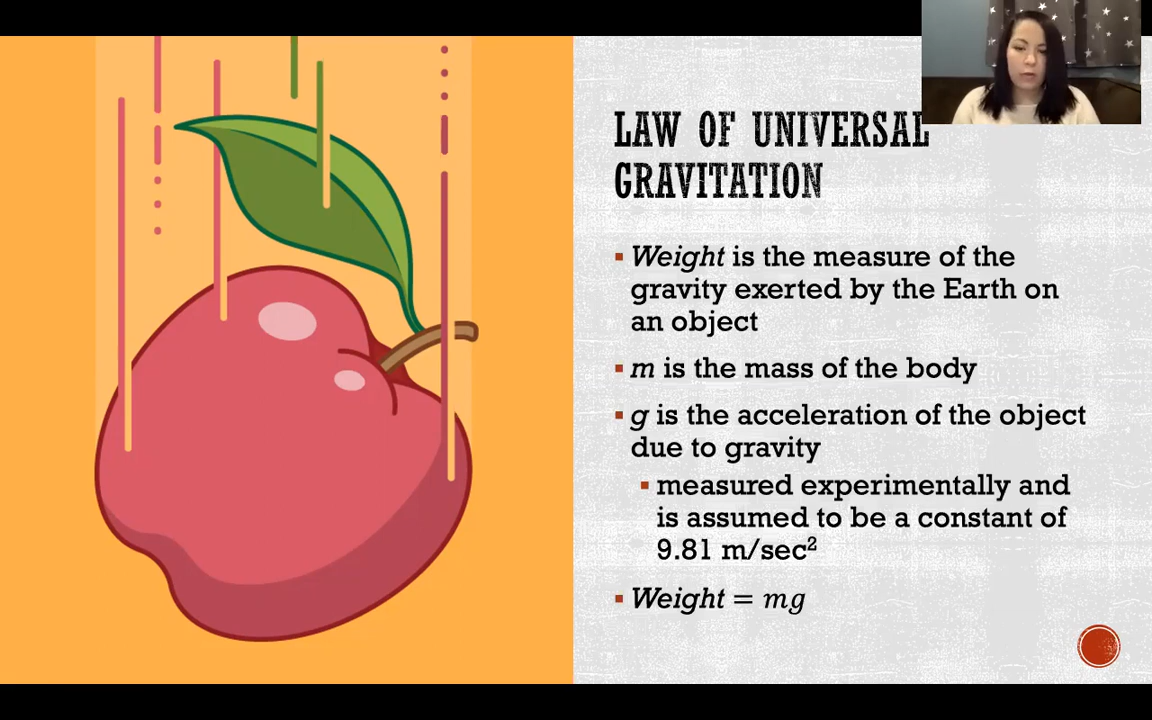 LAW OF UNIVERSAL
GRAVITATION
▪ Weight is the measure of the
gravity exerted by the Earth on
an object
▪ m is the mass of the body
▪ g is the acceleration of the object
due to gravity
▪ measured experimentally and
is assumed to be a constant of
9.81 m/sec²
▪ Weight = mg